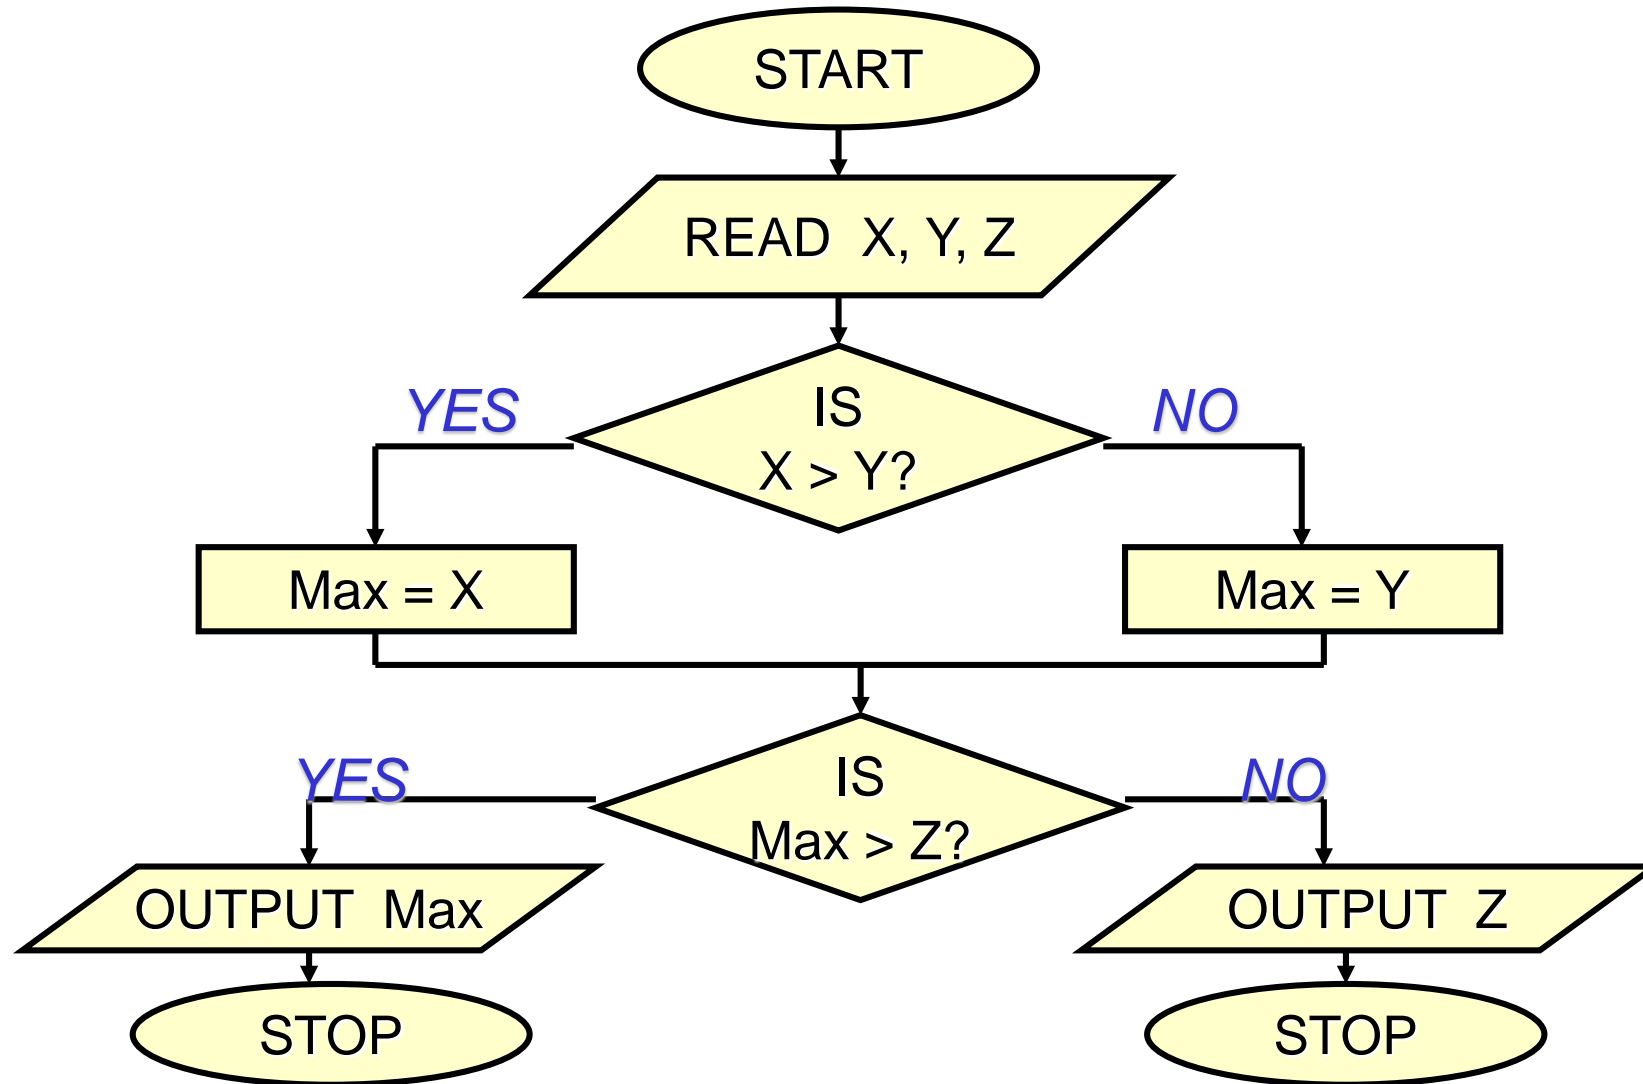 START
READ X, Y, Z
YES
IS
X > Y?
NO
Max = X
Max = Y
YES
IS
Max > Z?
NO
OUTPUT Max
OUTPUT Z
STOP
STOP